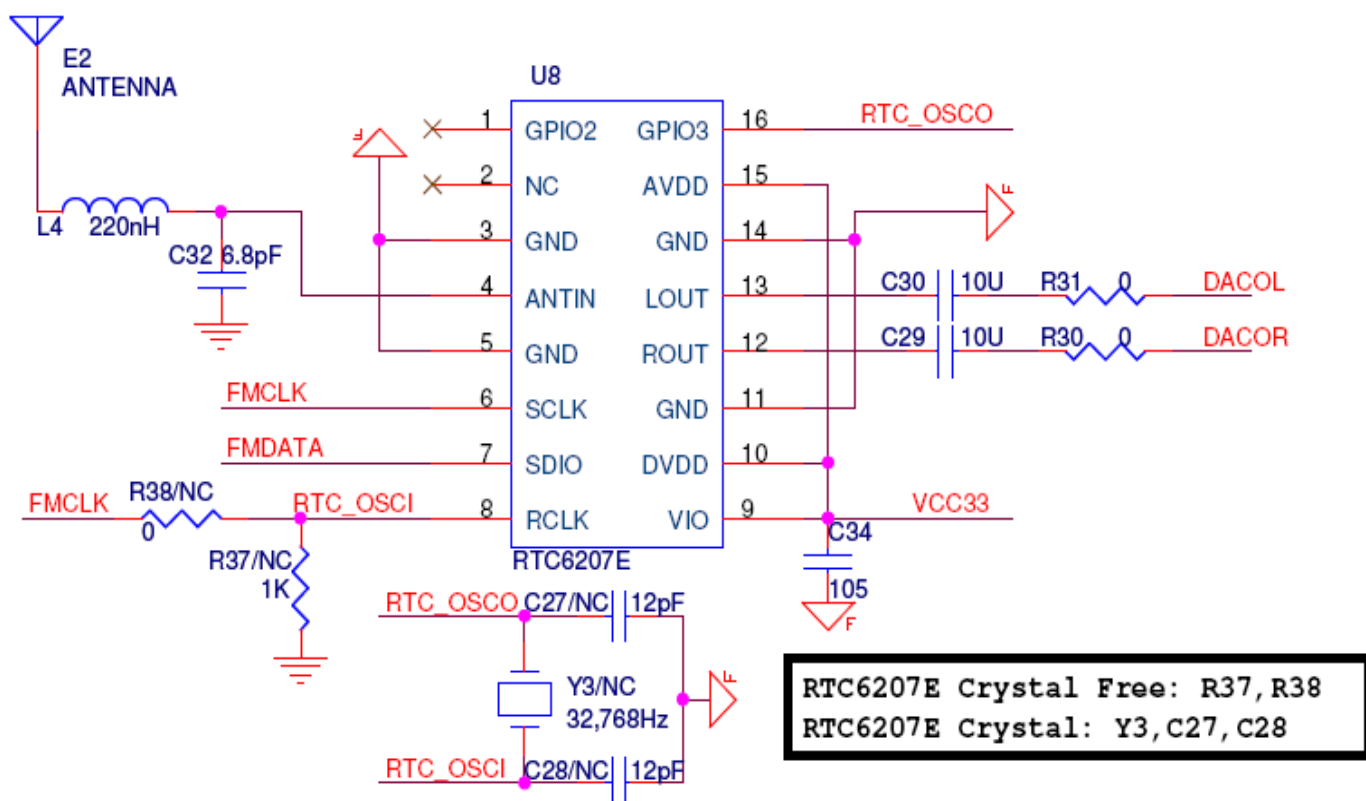 E2
ANTENNA
L4 220nH
C32 6.8pF
U8
1 GPIO2 GPIO3 16 RTC_OSCO
2 NC AVDD 15
F
3 GND GND 14 F
4 ANTIN LOUT 13 C30 10U R31 0 DACOL
5 GND ROUT 12 C29 10U R30 0 DACOR
FMCLK 6 SCLK GND 11
FMDATA 7 SDIO DVDD 10
FMCLK R38/NC 0 RTC_OSCI 8 RCLK VIO 9 VCC33
R37/NC
1K
RTC6207E
C34
105
F
RTC_OSCO C27/NC 12pF
Y3/NC
32,768Hz
F
RTC_OSCI C28/NC 12pF
RTC6207E Crystal Free: R37,R38
RTC6207E Crystal: Y3,C27,C28